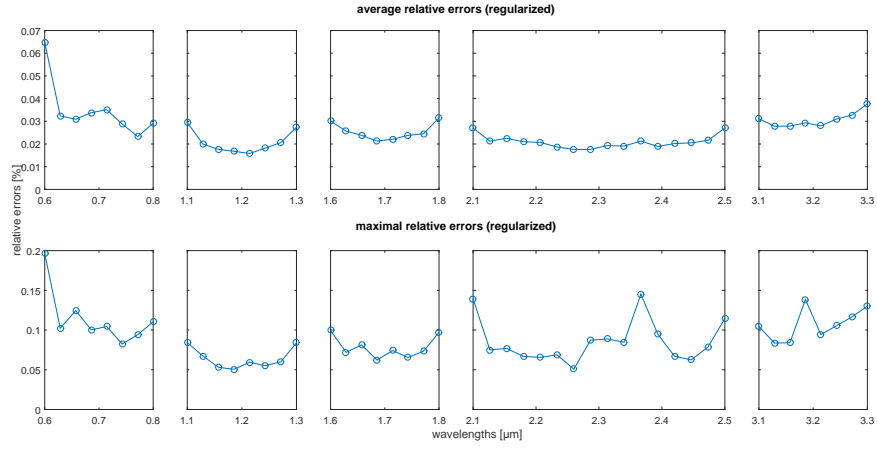 average relative errors (regularized)
0.07
0.06
0.05
0.04
0.03
0.02
0.01
0
0.6 0.7 0.8 1.1 1.2 1.3 1.6 1.7 1.8 2.1 2.2 2.3 2.4 2.5 3.1 3.2 3.3
relative errors [%]
maximal relative errors (regularized)
0.2
0.15
0.1
0.05
0
0.6 0.7 0.8 1.1 1.2 1.3 1.6 1.7 1.8 2.1 2.2 2.3 2.4 2.5 3.1 3.2 3.3
wavelengths [µm]